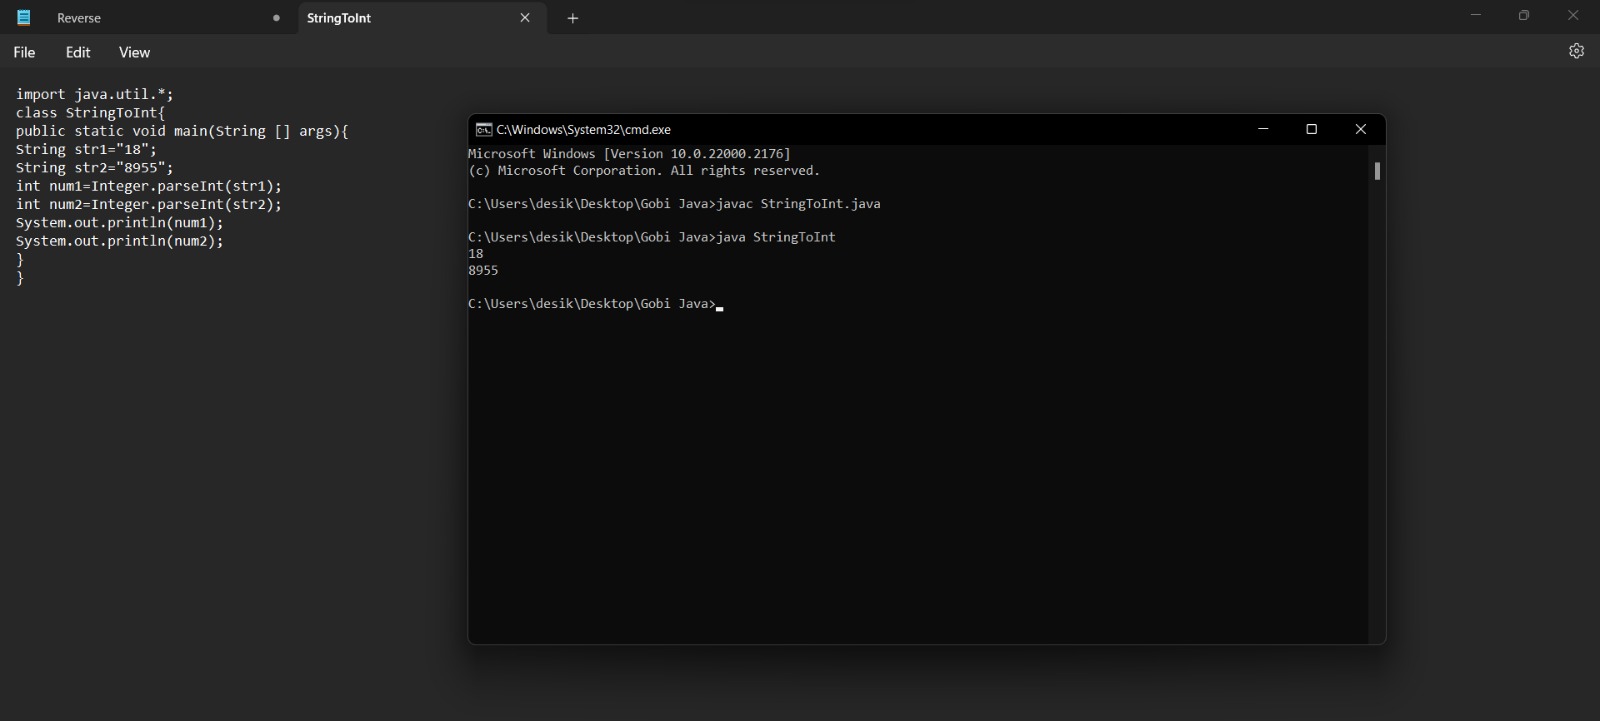 Reverse
StringToInt
File Edit View
import java.util.*;
class StringToInt{
public static void main(String [] args){
String str1="18";
String str2="8955";
int num1=Integer.parseInt(str1);
int num2=Integer.parseInt(str2);
System.out.println(num1);
System.out.println(num2);
}
}
C:\Windows\System32\cmd.exe
Microsoft Windows [Version 10.0.22000.2176]
(c) Microsoft Corporation. All rights reserved.
C:\Users\desik\Desktop\Gobi Java>javac StringToInt.java
C:\Users\desik\Desktop\Gobi Java>java StringToInt
18
8955
C:\Users\desik\Desktop\Gobi Java>